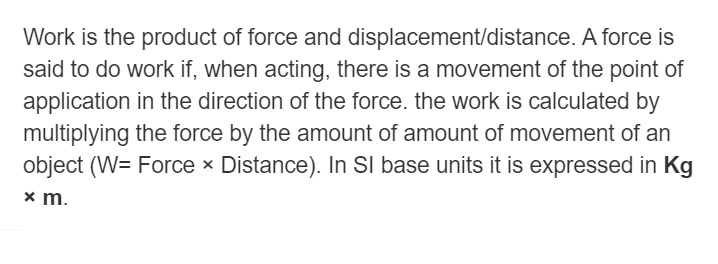 Work is the product of force and displacement/distance. A force is
said to do work if, when acting, there is a movement of the point of
application in the direction of the force. the work is calculated by
multiplying the force by the amount of amount of movement of an
object (W= Force × Distance). In SI base units it is expressed in Kg
× m.